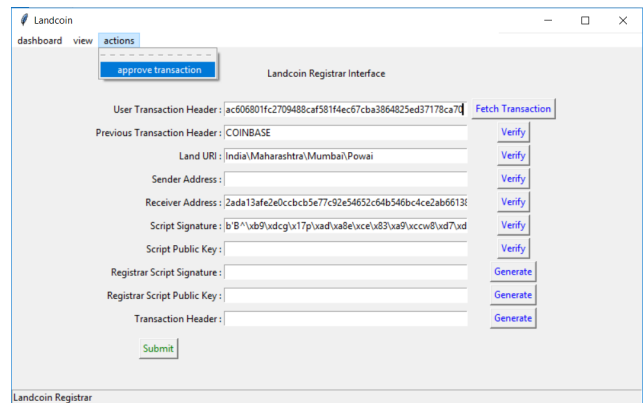 Landcoin
dashboard view actions
approve transaction
Landcoin Registrar Interface
User Transaction Header : ac606801fc2709488caf581f4ec67cba3864825ed37178ca70 Fetch Transaction
Previous Transaction Header : COINBASE Verify
Land URI : India\Maharashtra\Mumbai\Powai Verify
Sender Address : Verify
Receiver Address : 2ada13afe2e0ccbcb5e77c92e54652c64b546bc4ce2ab66138 Verify
Script Signature : b'B^\xb9\xdcg\x17p\xad\xa8e\xce\x83\xa9\xccw8\xd7\xd Verify
Script Public Key : Verify
Registrar Script Signature : Generate
Registrar Script Public Key : Generate
Transaction Header : Generate
Submit
Landcoin Registrar